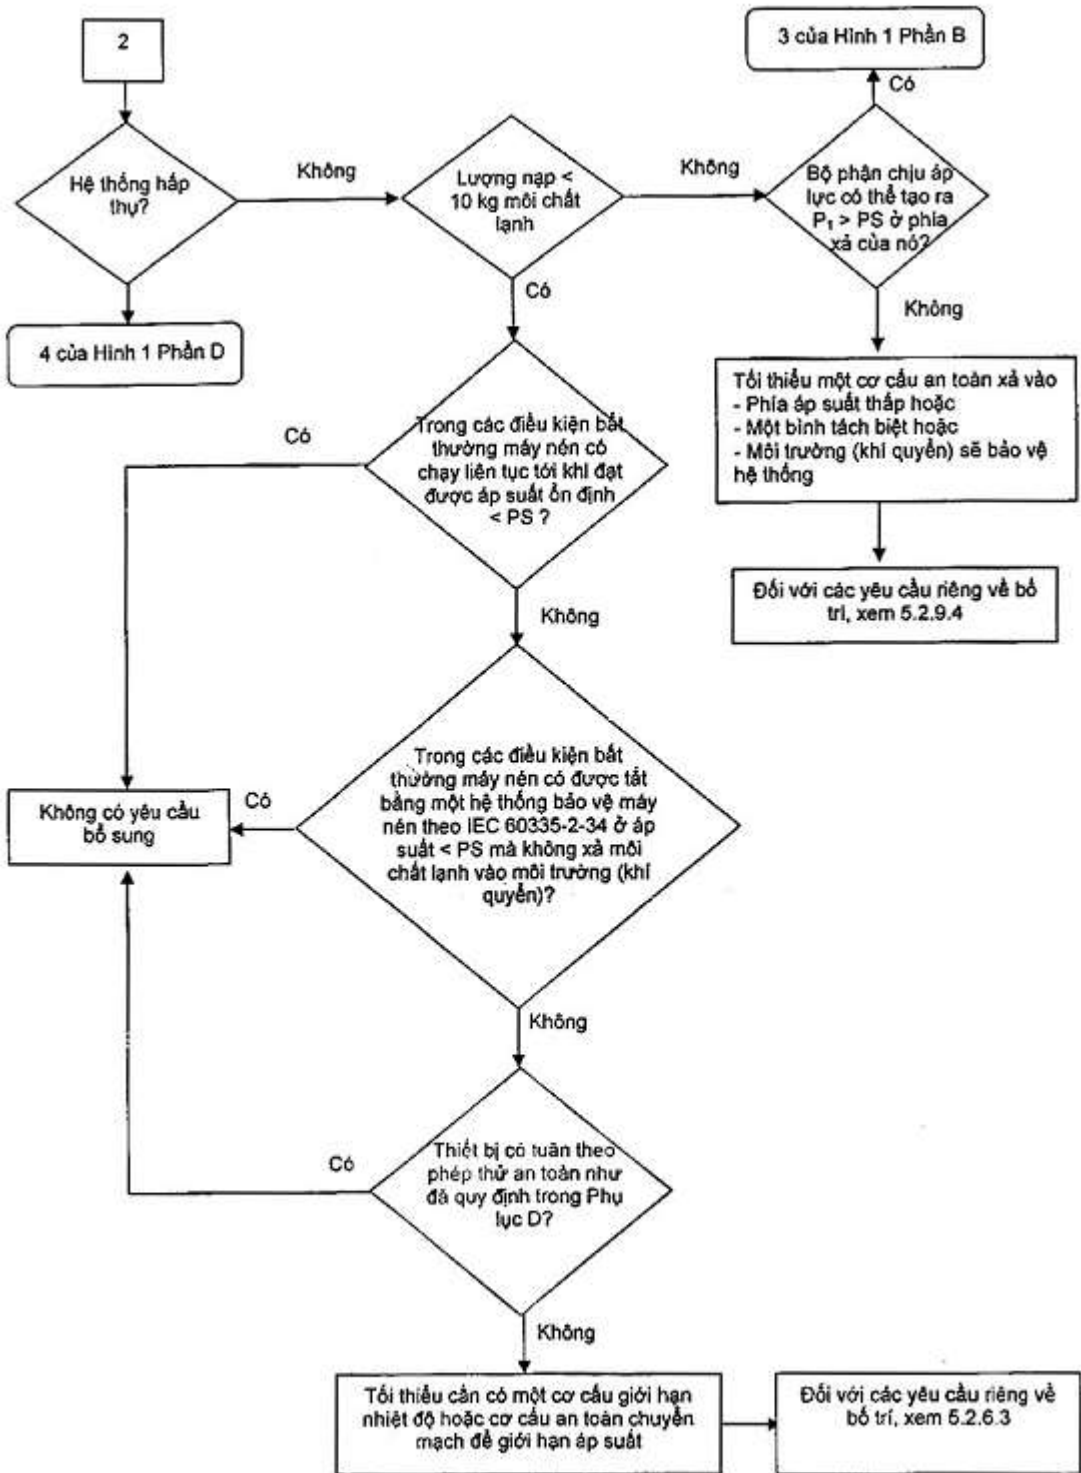 2
3 của Hình 1 Phần B
Có
Hệ thống hấp
thụ?
Không
Lượng nạp <
10 kg môi chất
lạnh
Không
Bộ phận chịu áp
lực có thể tạo ra
P₁ > PS ở phía
xả của nó?
Có
Không
4 của Hình 1 Phần D
Tối thiểu một cơ cấu an toàn xả vào
- Phía áp suất thấp hoặc
- Một bình tách biệt hoặc
- Môi trường (khí quyển) sẽ bảo vệ
hệ thống
Có
Trong các điều kiện bất
thường máy nén có
chạy liên tục tới khi đạt
được áp suất ổn định
< PS ?
Đối với các yêu cầu riêng về bố
trí, xem 5.2.9.4
Không
Trong các điều kiện bất
thường máy nén có được tắt
bằng một hệ thống bảo vệ máy
nén theo IEC 60335-2-34 ở áp
suất < PS mà không xả môi
chất lạnh vào môi trường (khí
quyển)?
Có
Không có yêu cầu
bổ sung
Không
Thiết bị có tuân theo
phép thử an toàn như
đã quy định trong Phụ
lục D?
Có
Không
Tối thiểu cần có một cơ cấu giới hạn
nhiệt độ hoặc cơ cấu an toàn chuyển
mạch để giới hạn áp suất
Đối với các yêu cầu riêng về
bố trí, xem 5.2.6.3